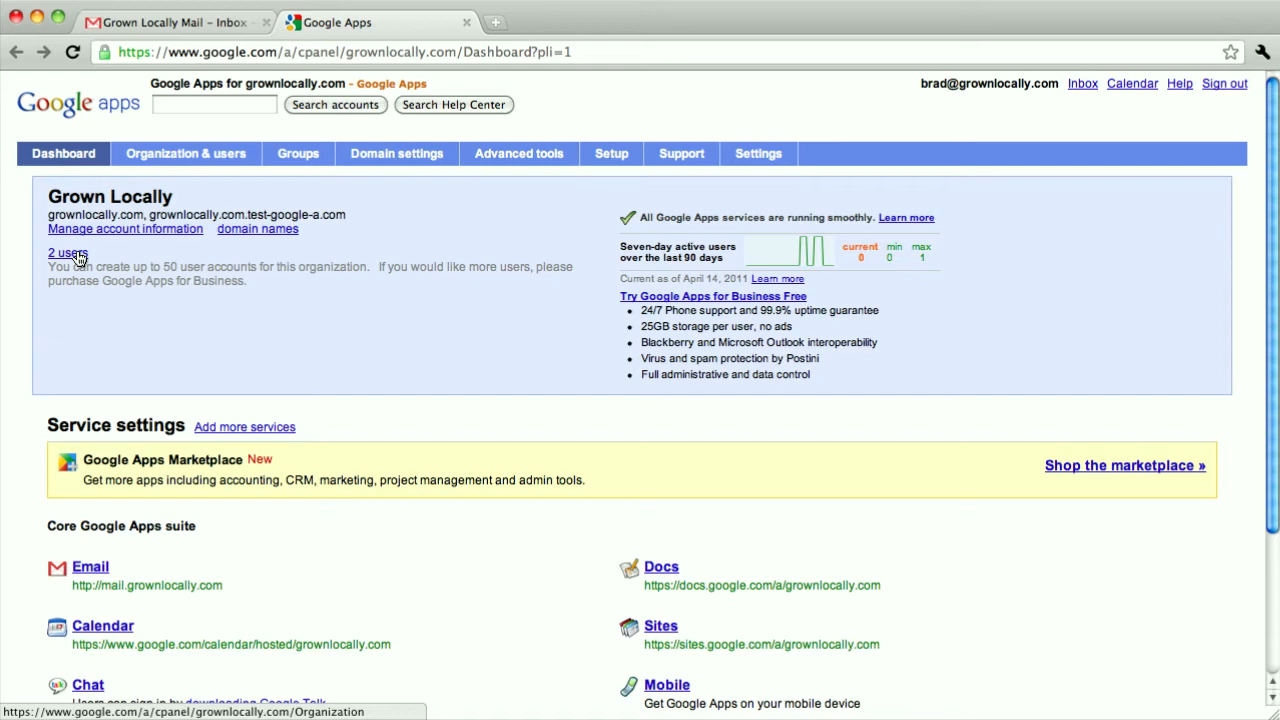 Grown Locally Mail – Inbox
Google Apps
https://www.google.com/a/cpanel/grownlocally.com/Dashboard?pli=1
Google apps
Google Apps for grownlocally.com - Google Apps
Search accounts
Search Help Center
brad@grownlocally.com Inbox Calendar Help Sign out
Dashboard Organization & users Groups Domain settings Advanced tools Setup Support Settings
Grown Locally
grownlocally.com, grownlocally.com.test-google-a.com
Manage account information domain names
2 users
You can create up to 50 user accounts for this organization. If you would like more users, please
purchase Google Apps for Business.
All Google Apps services are running smoothly. Learn more
Seven-day active users
over the last 90 days
current min max
0 0 1
Current as of April 14, 2011 Learn more
Try Google Apps for Business Free
• 24/7 Phone support and 99.9% uptime guarantee
• 25GB storage per user, no ads
• Blackberry and Microsoft Outlook interoperability
• Virus and spam protection by Postini
• Full administrative and data control
Service settings Add more services
Google Apps Marketplace New
Get more apps including accounting, CRM, marketing, project management and admin tools.
Shop the marketplace »
Core Google Apps suite
Email
http://mail.grownlocally.com
Docs
https://docs.google.com/a/grownlocally.com
Calendar
https://www.google.com/calendar/hosted/grownlocally.com
Sites
https://sites.google.com/a/grownlocally.com
Chat
Users can sign in by downloading Google Talk
Mobile
Get Google Apps on your mobile device
https://www.google.com/a/cpanel/grownlocally.com/Organization